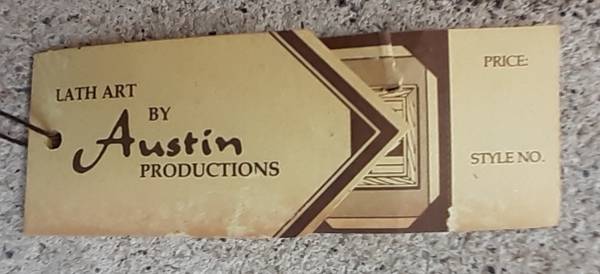 LATH ART
BY
Austin
PRODUCTIONS
PRICE:
STYLE NO.